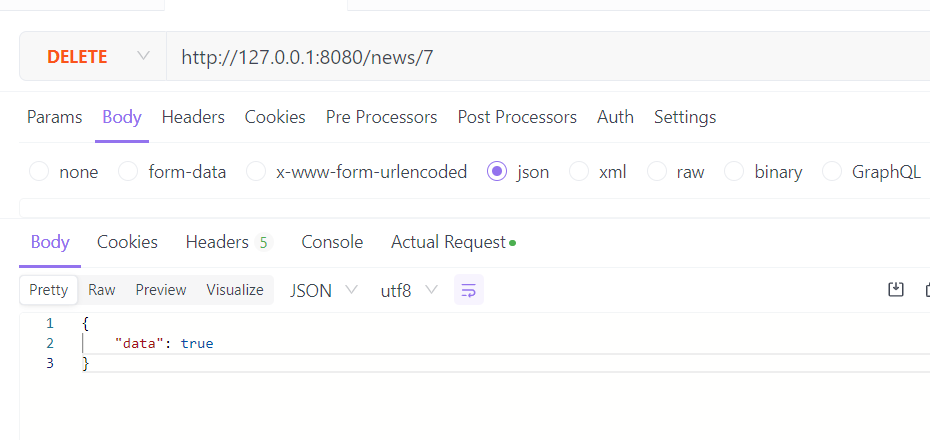 DELETE http://127.0.0.1:8080/news/7
Params Body Headers Cookies Pre Processors Post Processors Auth Settings
none form-data x-www-form-urlencoded json xml raw binary GraphQL
Body Cookies Headers 5 Console Actual Request
Pretty Raw Preview Visualize JSON utf8
1 {
2 "data": true
3 }